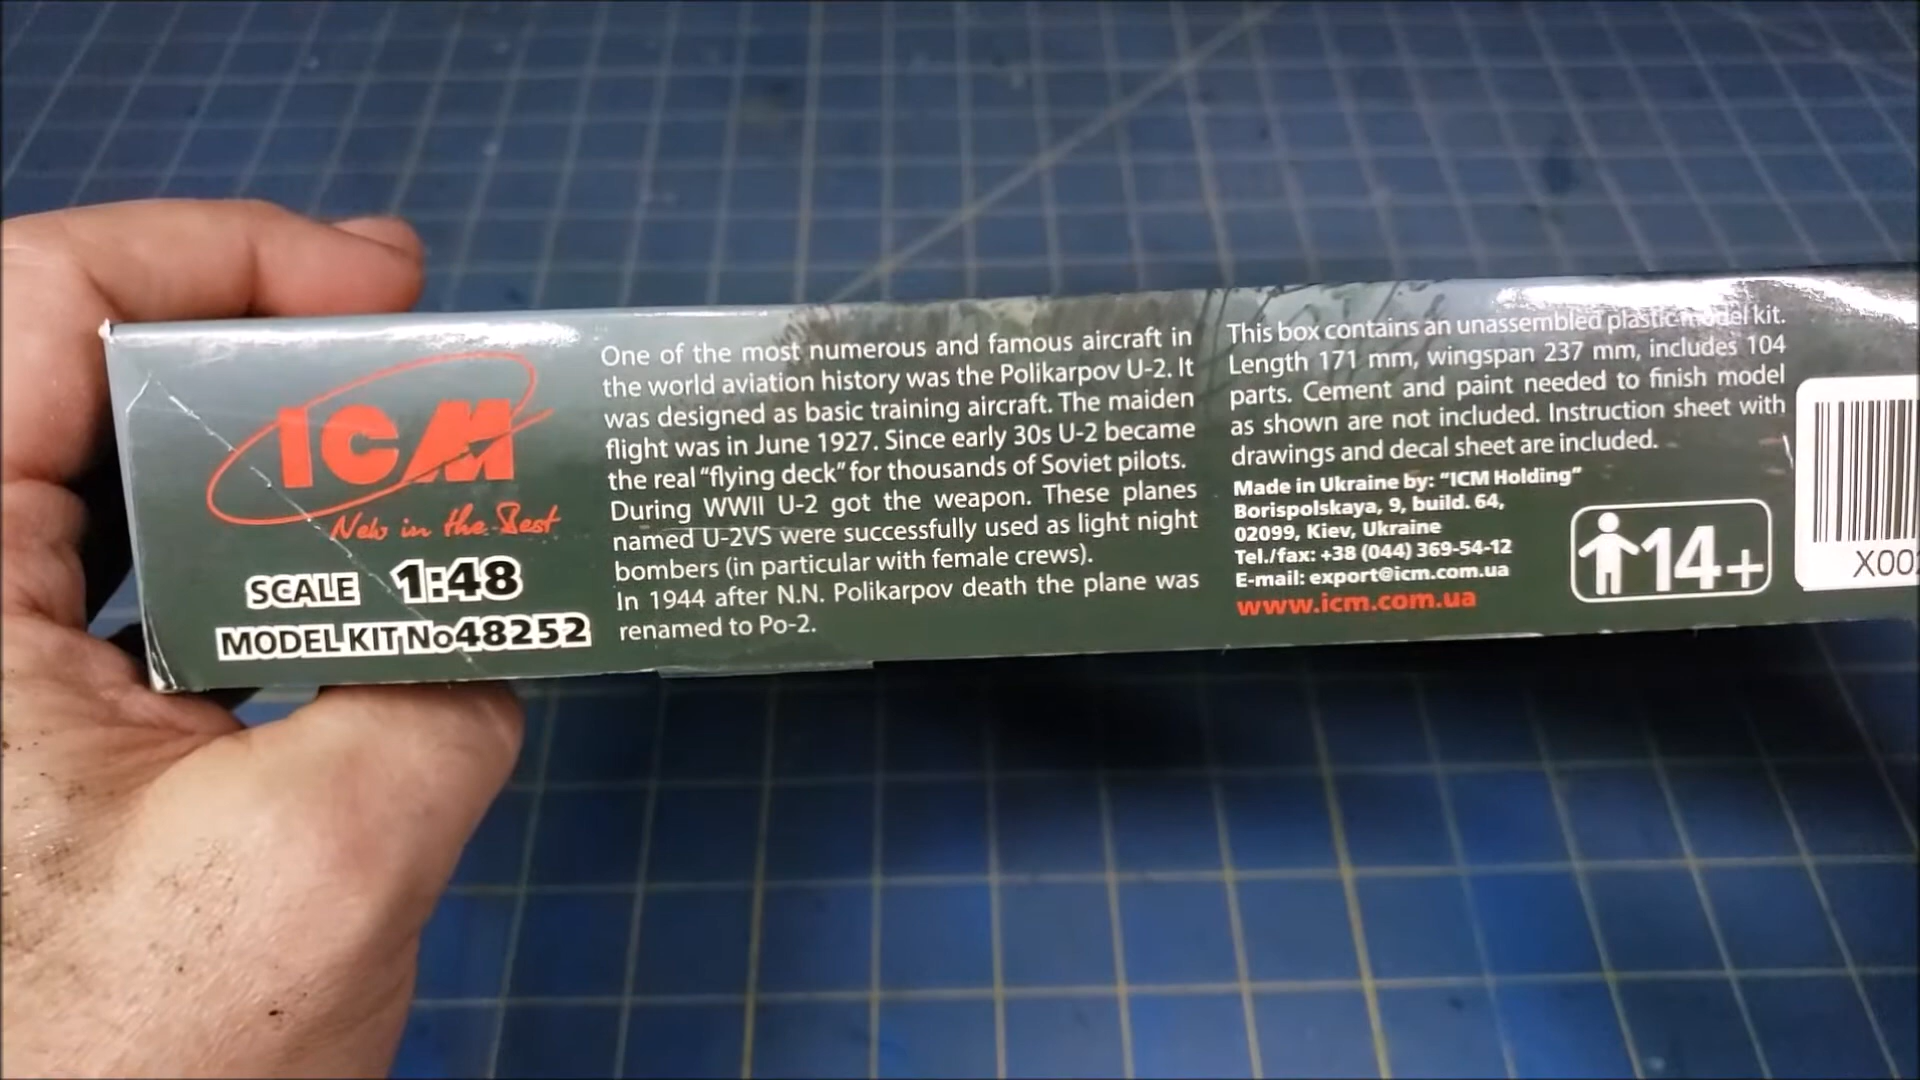 ICM
New in the Best
SCALE 1:48
MODEL KIT No48252
One of the most numerous and famous aircraft in
the world aviation history was the Polikarpov U-2. It
was designed as basic training aircraft. The maiden
flight was in June 1927. Since early 30s U-2 became
the real "flying deck" for thousands of Soviet pilots.
During WWII U-2 got the weapon. These planes
named U-2VS were successfully used as light night
bombers (in particular with female crews).
In 1944 after N.N. Polikarpov death the plane was
renamed to Po-2.
This box contains an unassembled plastic model kit.
Length 171 mm, wingspan 237 mm, includes 104
parts. Cement and paint needed to finish model
as shown are not included. Instruction sheet with
drawings and decal sheet are included.
Made in Ukraine by: "ICM Holding"
Borispolskaya, 9, build. 64,
02099, Kiev, Ukraine
Tel./fax: +38 (044) 369-54-12
E-mail: export@icm.com.ua
www.icm.com.ua
14+
X00